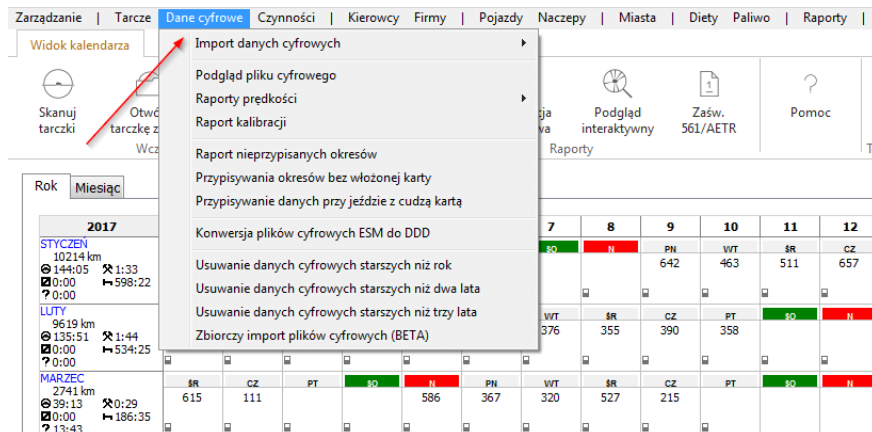 Zarządzanie | Tarcze Dane cyfrowe Czynności | Kierowcy Firmy | Pojazdy Naczepy | Miasta | Diety Paliwo | Raporty |
Widok kalendarza
Import danych cyfrowych
Podgląd pliku cyfrowego
Raporty prędkości
Raport kalibracji
Raport nieprzypisanych okresów
Przypisywania okresów bez włożonej karty
Przypisywanie danych przy jeździe z cudzą kartą
Konwersja plików cyfrowych ESM do DDD
Usuwanie danych cyfrowych starszych niż rok
Usuwanie danych cyfrowych starszych niż dwa lata
Usuwanie danych cyfrowych starszych niż trzy lata
Zbiorczy import plików cyfrowych (BETA)
Skanuj Podgląd Zaśw. Pomoc
tarczki tarczkę z interaktywny 561/AETR
Raporty
Rok Miesiąc
2017 7 8 9 10 11 12
STYCZEŃ SO N PN WT ŚR CZ
10214 km 642 463 511 657
144:05 1:33
0:00 598:22
? 0:00
LUTY WT ŚR CZ PT SO N
9619 km 376 355 390 358
135:51 1:44
0:00 534:25
? 0:00
MARZEC ŚR CZ PT SO N PN WT ŚR CZ PT SO N
2741 km 615 111 586 367 320 527 215
39:13 0:29
0:00 186:35
? 13:43